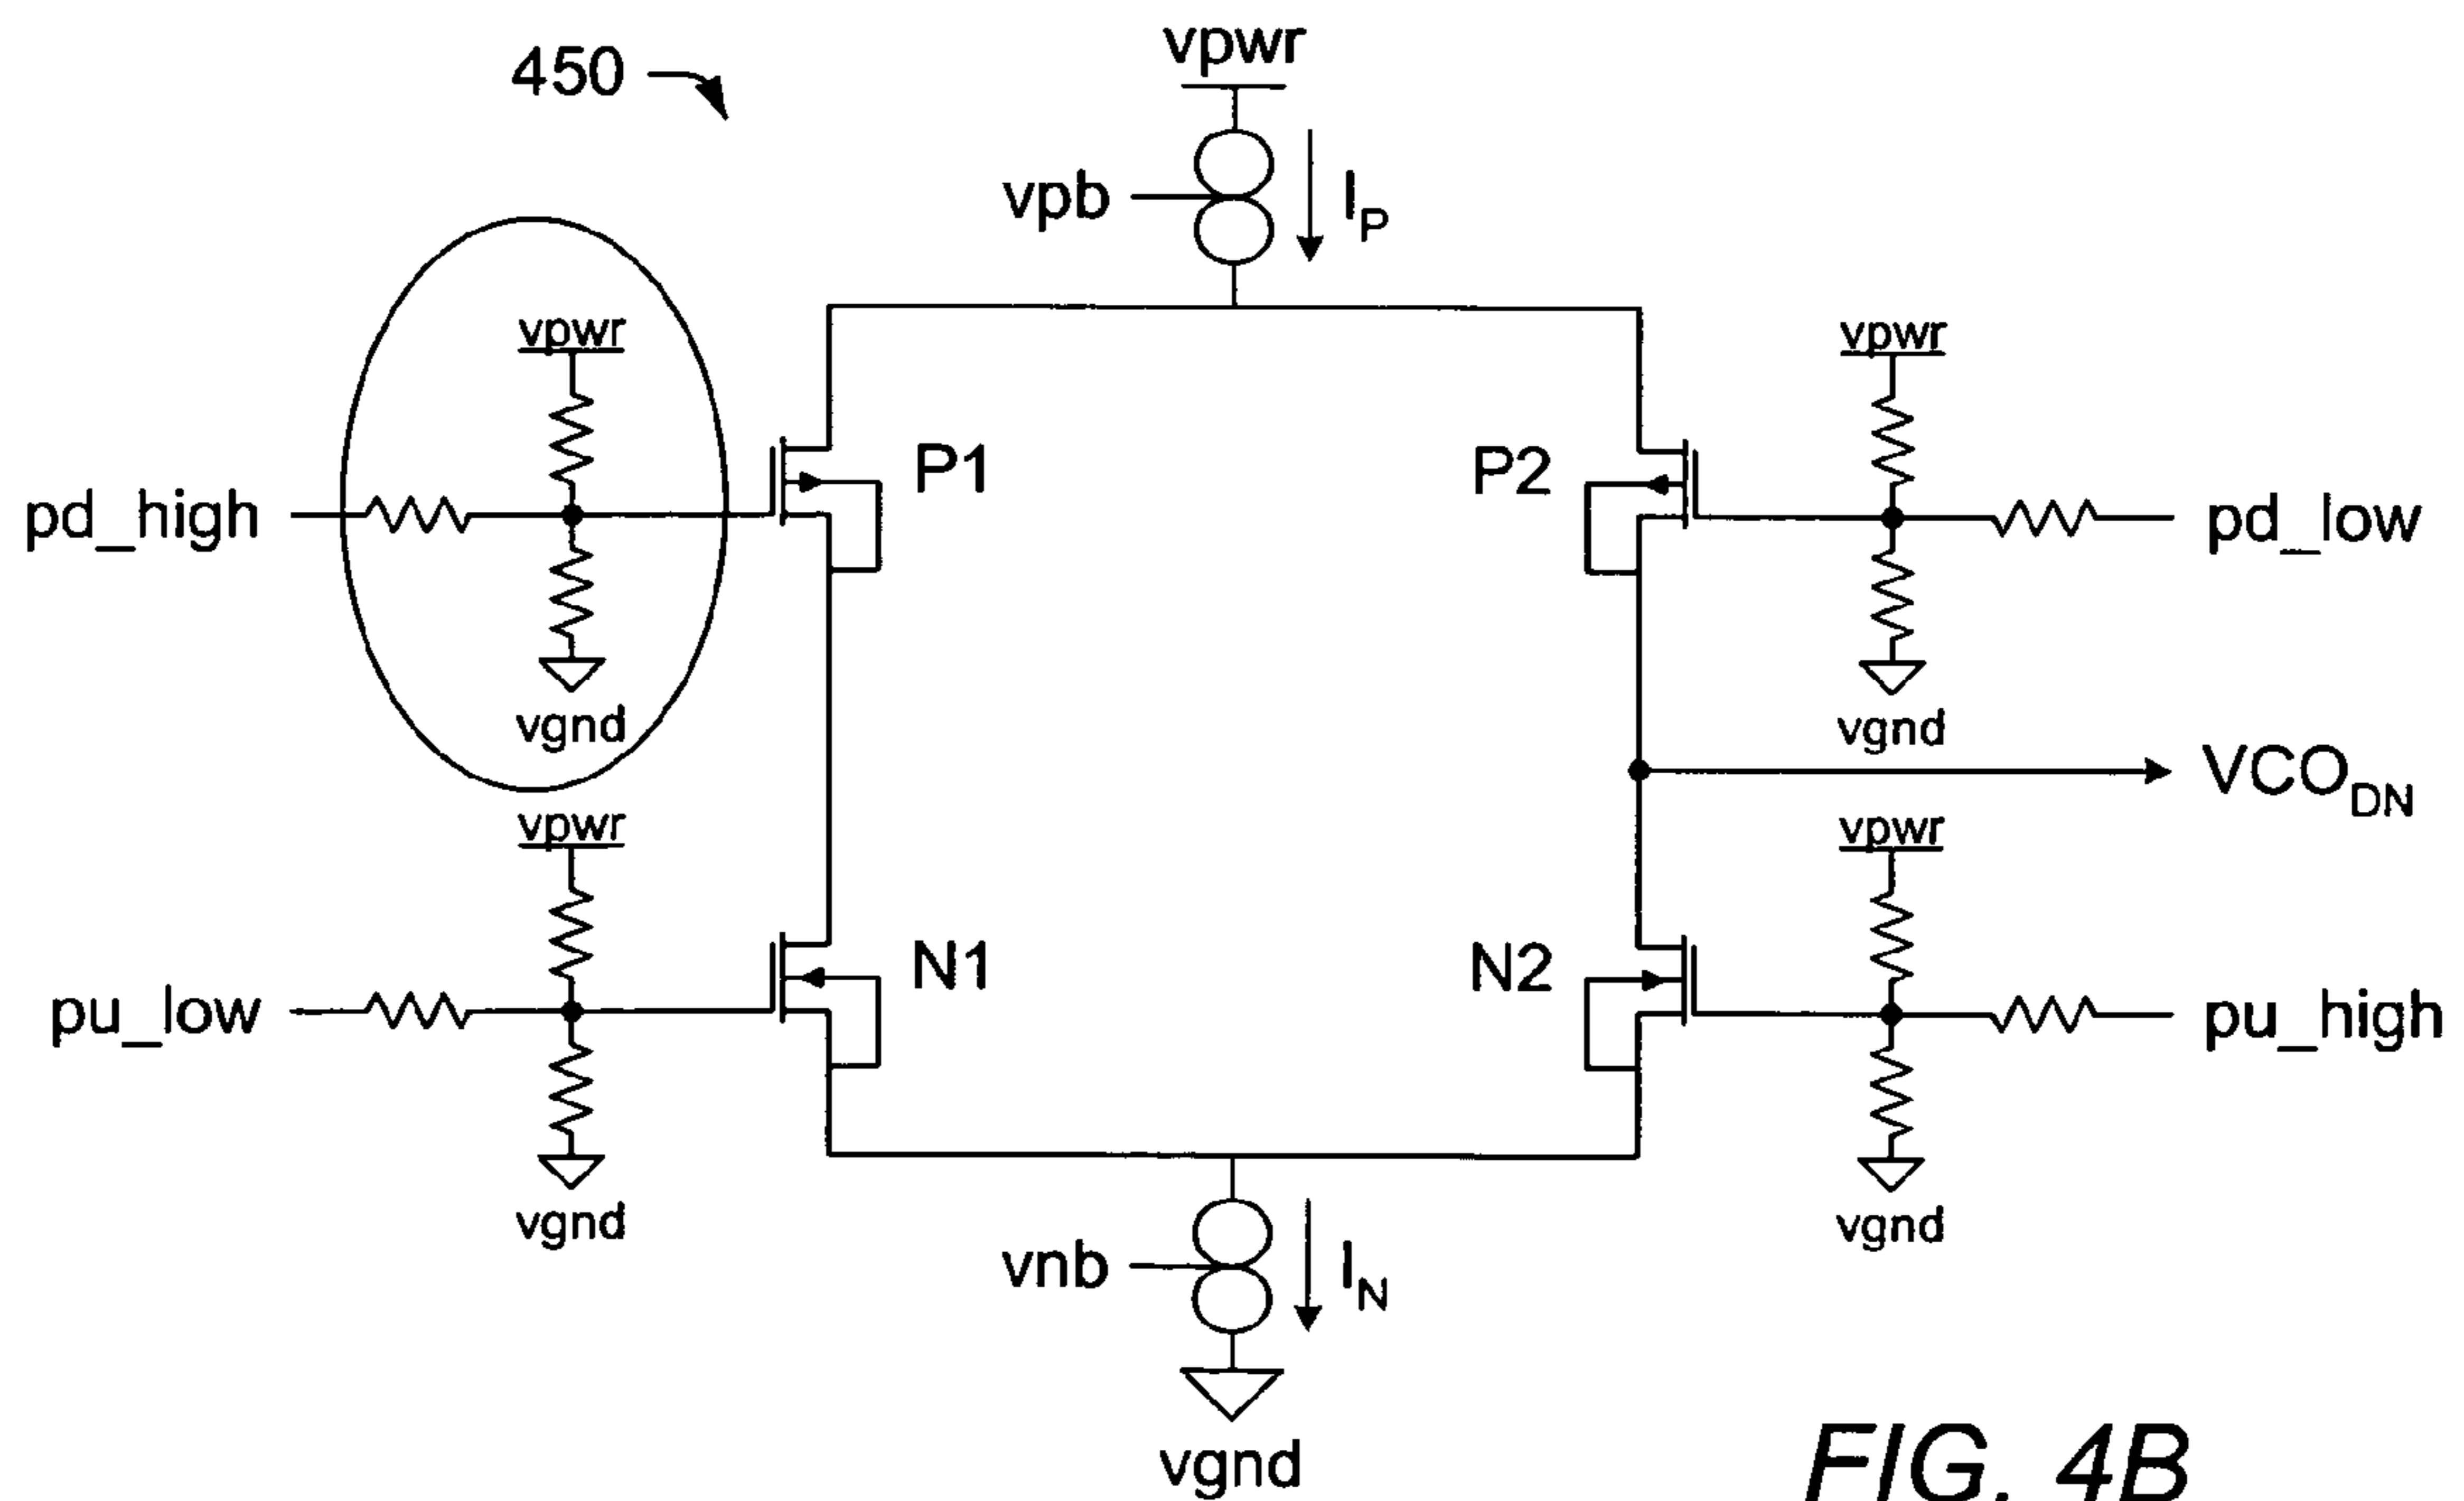 450
vpwr
vpb
I_P
vpwr
vpwr
P1
P2
pd_high
pd_low
vgnd
vgnd
VCO_DN
vpwr
vpwr
N1
N2
pu_low
pu_high
vgnd
vgnd
vnb
I_N
vgnd
FIG. 4B